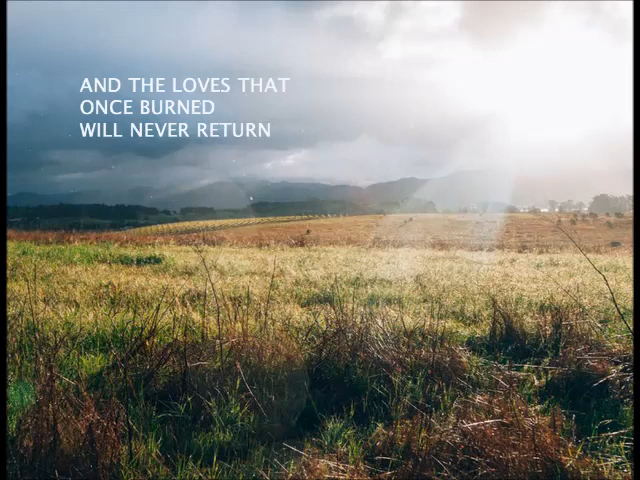 AND THE LOVES THAT
ONCE BURNED
WILL NEVER RETURN